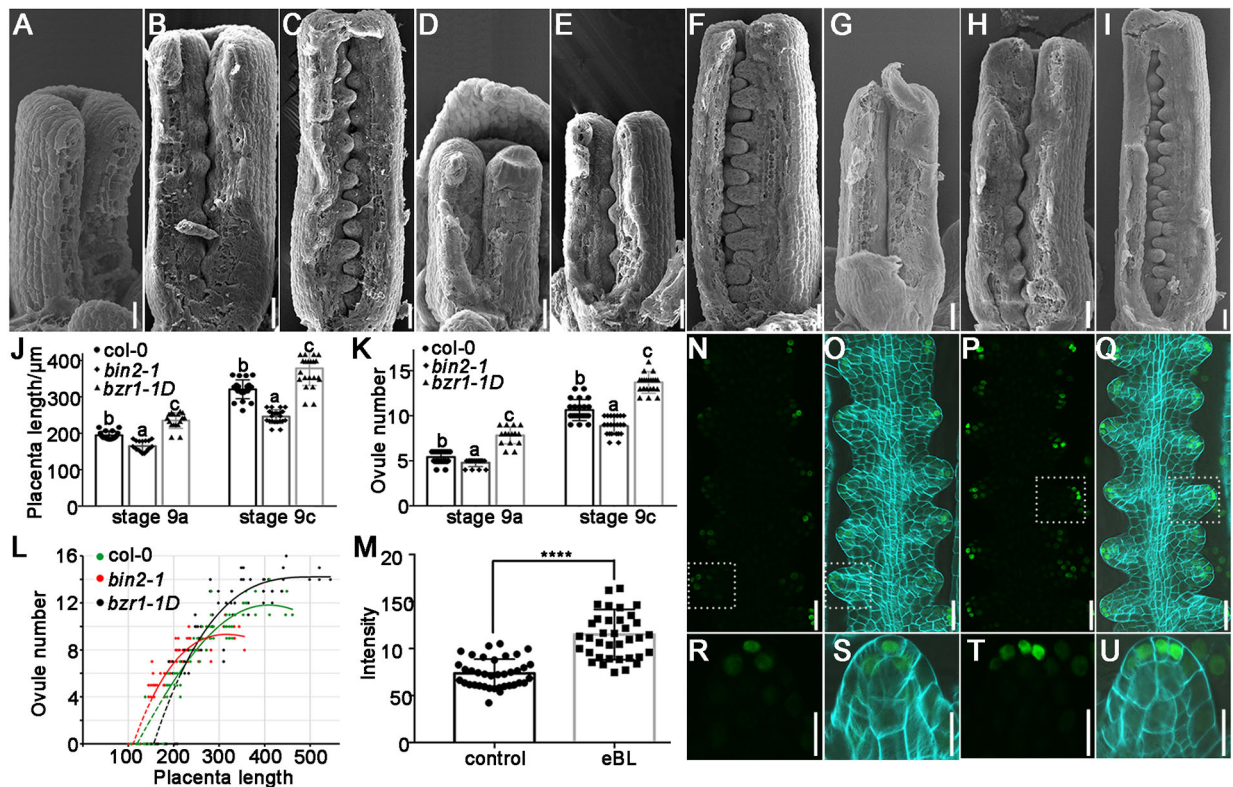 A B C D E F G H I
J
Placenta length/μm
400
300
200
100
0
col-0
bin2-1
bzr1-1D
b a c b a c
stage 9a stage 9c
K
Ovule number
15
10
5
0
col-0
bin2-1
bzr1-1D
b a c b a c
stage 9a stage 9c
L
Ovule number
16
14
12
8
4
0
col-0
bin2-1
bzr1-1D
100 200 300 400 500
Placenta length
M
Intensity
20
150
100
50
0
****
control eBL
N O P Q
R S T U